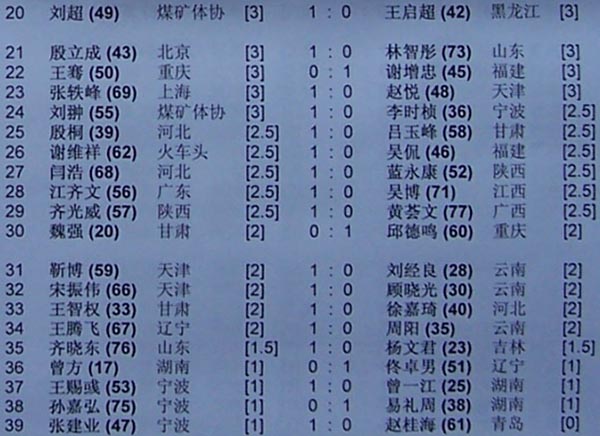 20 刘超 (49) 煤矿体协 [3] 1 : 0 王启超 (42) 黑龙江 [3]
21 殷立成 (43) 北京 [3] 1 : 0 林智彤 (73) 山东 [3]
22 王骞 (50) 重庆 [3] 0 : 1 谢增忠 (45) 福建 [3]
23 张轶峰 (69) 上海 [3] 1 : 0 赵悦 (48) 天津 [3]
24 刘翀 (55) 煤矿体协 [3] 1 : 0 李时桢 (36) 宁波 [2.5]
25 殷桐 (39) 河北 [2.5] 1 : 0 吕玉峰 (58) 甘肃 [2.5]
26 谢维祥 (62) 火车头 [2.5] 1 : 0 吴侃 (46) 福建 [2.5]
27 闫浩 (68) 河北 [2.5] 1 : 0 蓝永康 (52) 陕西 [2.5]
28 江齐文 (56) 广东 [2.5] 1 : 0 吴博 (71) 江西 [2.5]
29 齐光威 (57) 陕西 [2.5] 1 : 0 黄荟文 (77) 广西 [2.5]
30 魏强 (20) 甘肃 [2] 0 : 1 邱德鸣 (60) 重庆 [2]
31 靳博 (59) 天津 [2] 1 : 0 刘经良 (28) 云南 [2]
32 宋振伟 (66) 天津 [2] 1 : 0 顾晓光 (30) 云南 [2]
33 王智权 (33) 甘肃 [2] 1 : 0 徐嘉琦 (40) 河北 [2]
34 王腾飞 (67) 辽宁 [2] 1 : 0 周阳 (35) 云南 [2]
35 齐晓东 (76) 山东 [1.5] 1 : 0 杨文君 (23) 吉林 [1.5]
36 曾方 (17) 湖南 [1] 0 : 1 佟卓男 (51) 辽宁 [1]
37 王赐彧 (53) 宁波 [1] 1 : 0 曾一江 (25) 湖南 [1]
38 孙嘉弘 (75) 宁波 [1] 0 : 1 易礼周 (38) 湖南 [1]
39 张建业 (47) 宁波 [1] 1 : 0 赵桂海 (61) 青岛 [0]